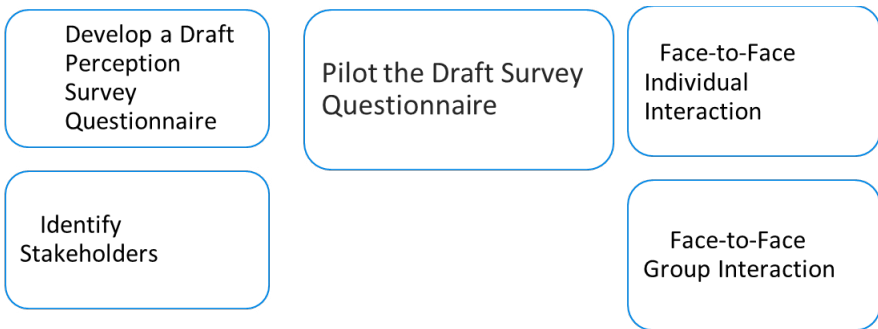 Develop a Draft
Perception
Survey
Questionnaire
Identify
Stakeholders
Pilot the Draft Survey
Questionnaire
Face-to-Face
Individual
Interaction
Face-to-Face
Group Interaction